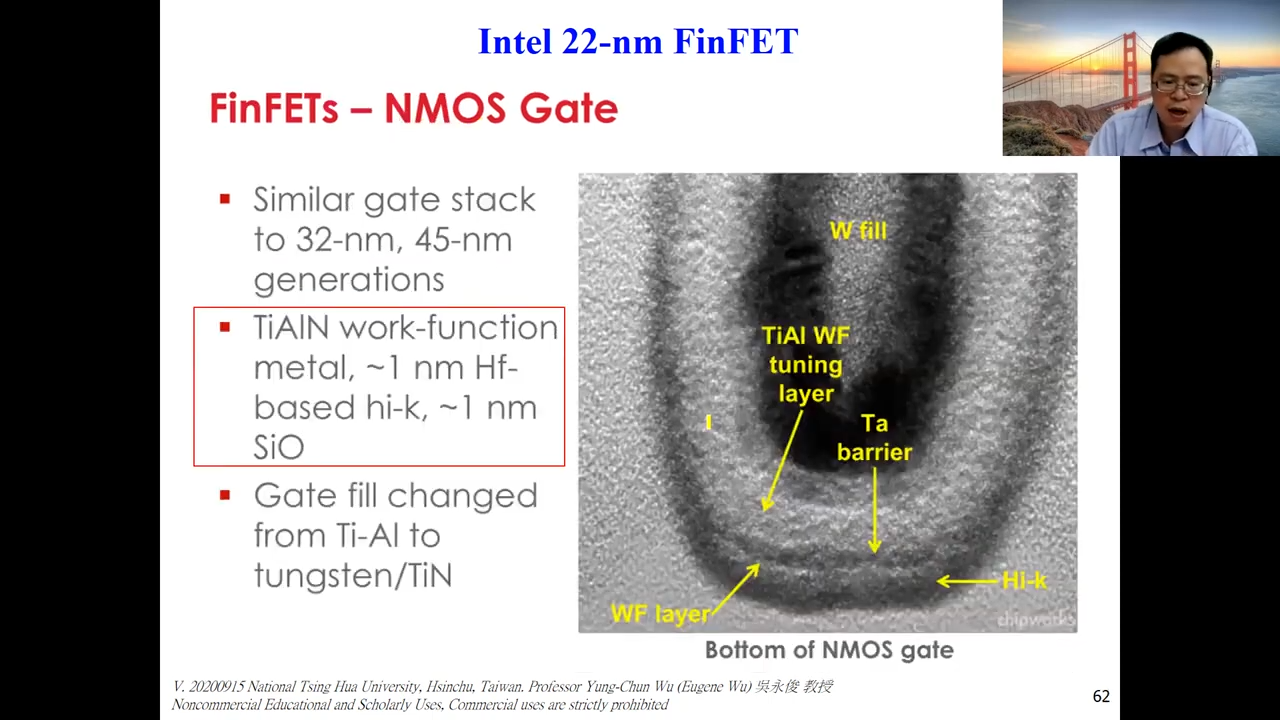 Intel 22-nm FinFET
FinFETs – NMOS Gate
Similar gate stack
to 32-nm, 45-nm
generations
TiAlN work-function
metal, ~1 nm Hf-
based hi-k, ~1 nm
SiO
Gate fill changed
from Ti-Al to
tungsten/TiN
W fill
TiAl WF
tuning
layer
Ta
barrier
Hi-k
WF layer
chipworks
Bottom of NMOS gate
V. 20200915 National Tsing Hua University, Hsinchu, Taiwan. Professor Yung-Chun Wu (Eugene Wu) 吳永俊 教授
Noncommercial Educational and Scholarly Uses, Commercial uses are strictly prohibited
62